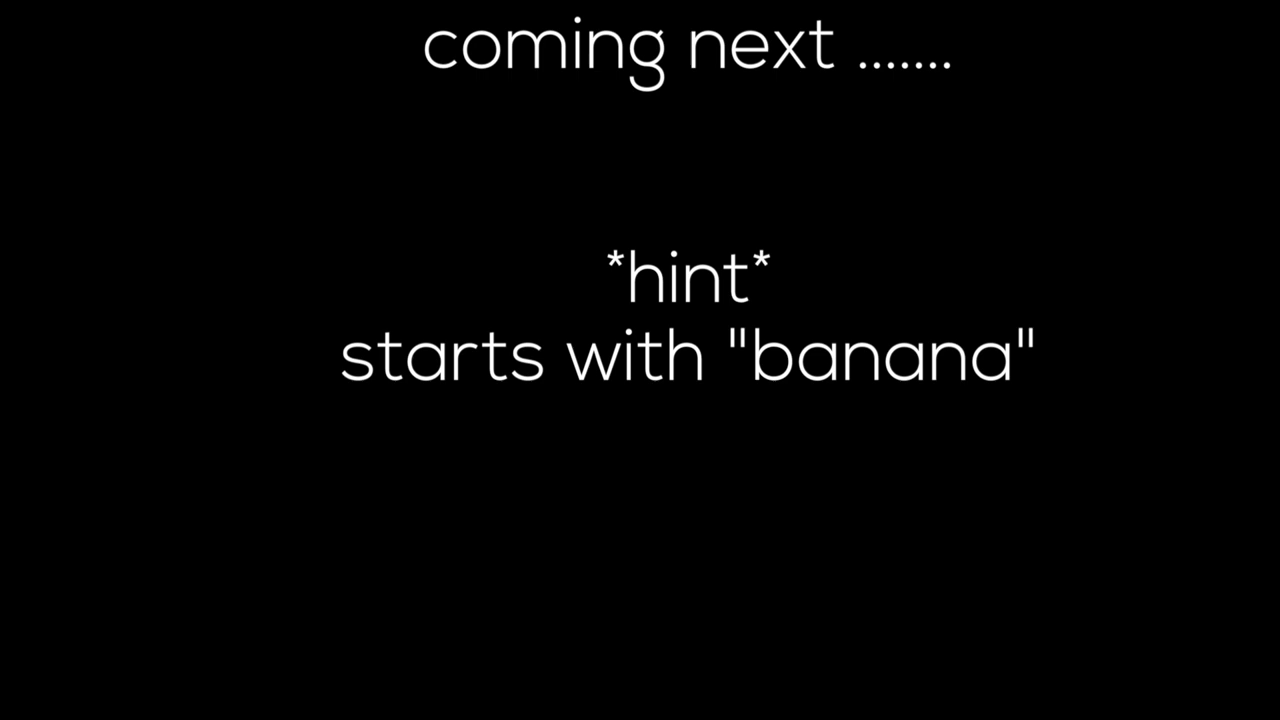 coming next .......
*hint*
starts with "banana"